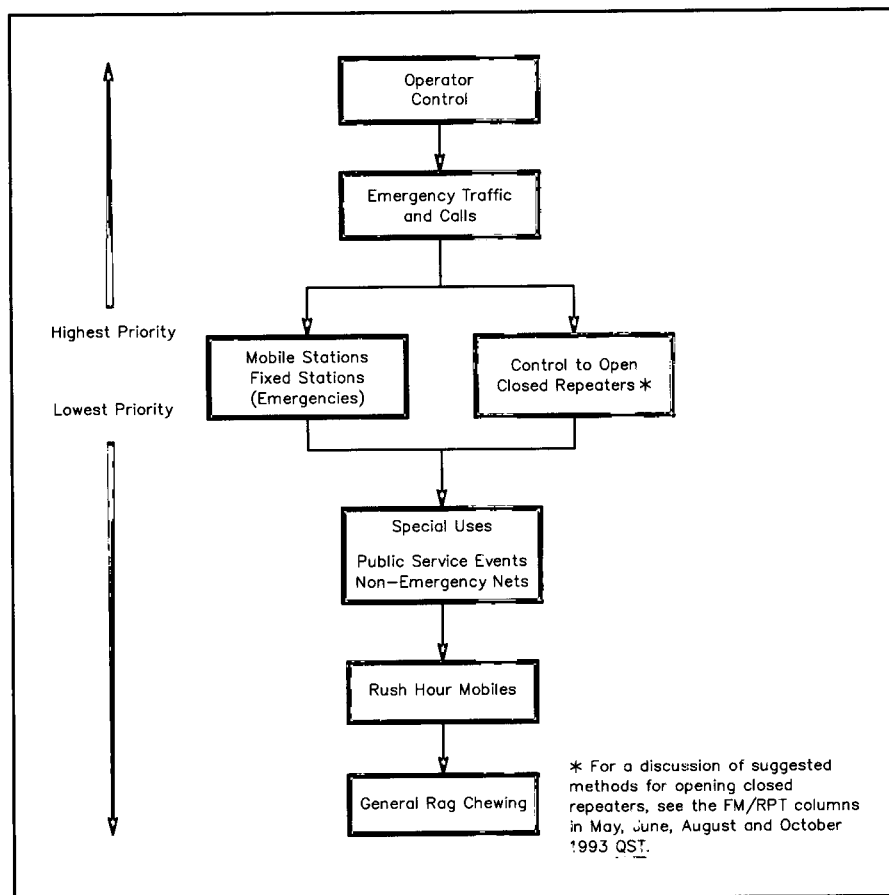 Operator
Control
Emergency Traffic
and Calls
Highest Priority
Lowest Priority
Mobile Stations
Fixed Stations
(Emergencies)
Control to Open
Closed Repeaters *
Special Uses
Public Service Events
Non-Emergency Nets
Rush Hour Mobiles
General Rag Chewing
* For a discussion of suggested
methods for opening closed
repeaters, see the FM/RPT columns
in May, June, August and October
1993 QST.